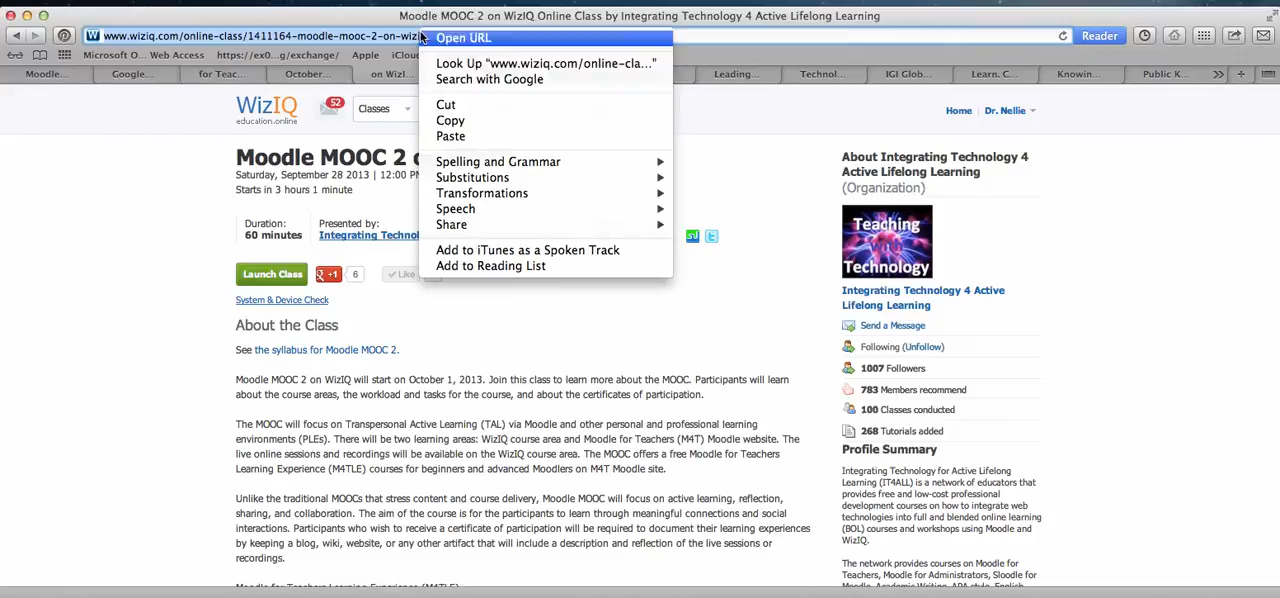 Moodle MOOC 2 on WizIQ Online Class by Integrating Technology 4 Active Lifelong Learning
www.wiziq.com/online-class/1411164-moodle-mooc-2-on-wiz
Reader
Microsoft O... Web Access https://ex0...g/exchange/ Apple iClou
Moodle... Google... for Teac... October... on WizI... Leading... Technol... IGI Glob... Learn. C... Knowin... Public K...
Open URL
Look Up "www.wiziq.com/online-cla..."
Search with Google
Cut
Copy
Paste
Spelling and Grammar
Substitutions
Transformations
Speech
Share
Add to iTunes as a Spoken Track
Add to Reading List
WizIQ
education.online
52
Classes
Home Dr. Nellie
Moodle MOOC 2
Saturday, September 28 2013 | 12:00 PM
Starts in 3 hours 1 minute
Duration:
60 minutes
Presented by:
Integrating Technol
Launch Class
+1 6
Like
System & Device Check
About the Class
See the syllabus for Moodle MOOC 2.
Moodle MOOC 2 on WizIQ will start on October 1, 2013. Join this class to learn more about the MOOC. Participants will learn
about the course areas, the workload and tasks for the course, and about the certificates of participation.
The MOOC will focus on Transpersonal Active Learning (TAL) via Moodle and other personal and professional learning
environments (PLEs). There will be two learning areas: WizIQ course area and Moodle for Teachers (M4T) Moodle website. The
live online sessions and recordings will be available on the WizIQ course area. The MOOC offers a free Moodle for Teachers
Learning Experience (M4TLE) courses for beginners and advanced Moodlers on M4T Moodle site.
Unlike the traditional MOOCs that stress content and course delivery, Moodle MOOC will focus on active learning, reflection,
sharing, and collaboration. The aim of the course is for the participants to learn through meaningful connections and social
interactions. Participants who wish to receive a certificate of participation will be required to document their learning experiences
by keeping a blog, wiki, website, or any other artifact that will include a description and reflection of the live sessions or
recordings.
Moodle for Teachers Learning Experience (M4TLE)
About Integrating Technology 4
Active Lifelong Learning
(Organization)
Teaching
with
Technology
Integrating Technology 4 Active
Lifelong Learning
Send a Message
Following (Unfollow)
1007 Followers
783 Members recommend
100 Classes conducted
268 Tutorials added
Profile Summary
Integrating Technology for Active Lifelong
Learning (IT4ALL) is a network of educators that
provides free and low-cost professional
development courses on how to integrate web
technologies into full and blended online learning
(BOL) courses and workshops using Moodle and
WizIQ.
The network provides courses on Moodle for
Teachers, Moodle for Administrators, Sloodle for
Moodle, Academic Writing, APA style, English